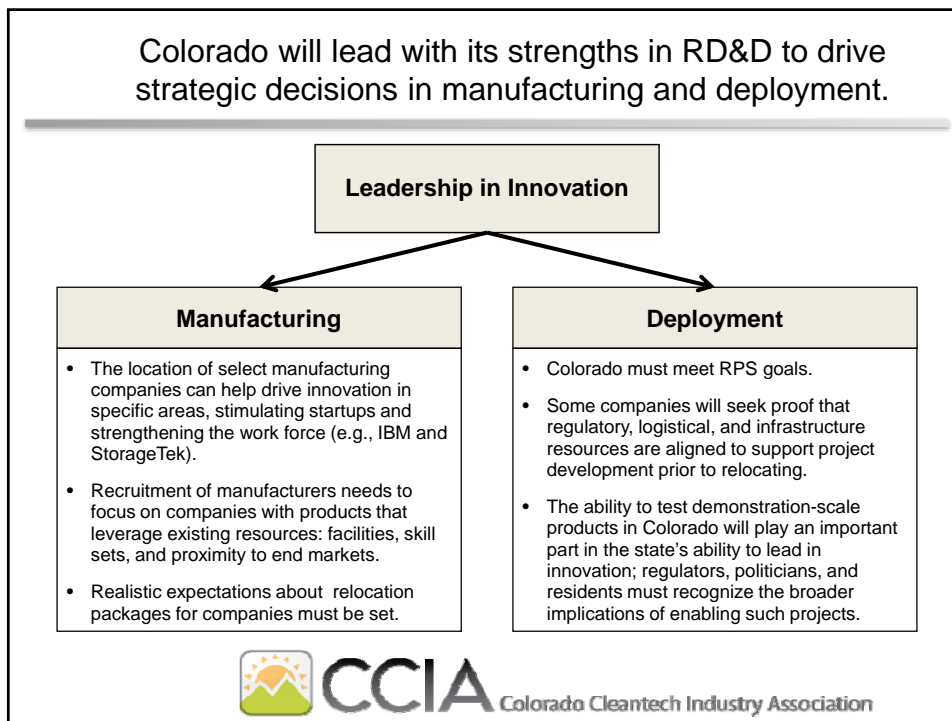 Colorado will lead with its strengths in RD&D to drive
strategic decisions in manufacturing and deployment.
Leadership in Innovation
Manufacturing
• The location of select manufacturing
companies can help drive innovation in
specific areas, stimulating startups and
strengthening the work force (e.g., IBM and
StorageTek).
• Recruitment of manufacturers needs to
focus on companies with products that
leverage existing resources: facilities, skill
sets, and proximity to end markets.
• Realistic expectations about relocation
packages for companies must be set.
Deployment
• Colorado must meet RPS goals.
• Some companies will seek proof that
regulatory, logistical, and infrastructure
resources are aligned to support project
development prior to relocating.
• The ability to test demonstration-scale
products in Colorado will play an important
part in the state's ability to lead in
innovation; regulators, politicians, and
residents must recognize the broader
implications of enabling such projects.
CCIA Colorado Cleantech Industry Association